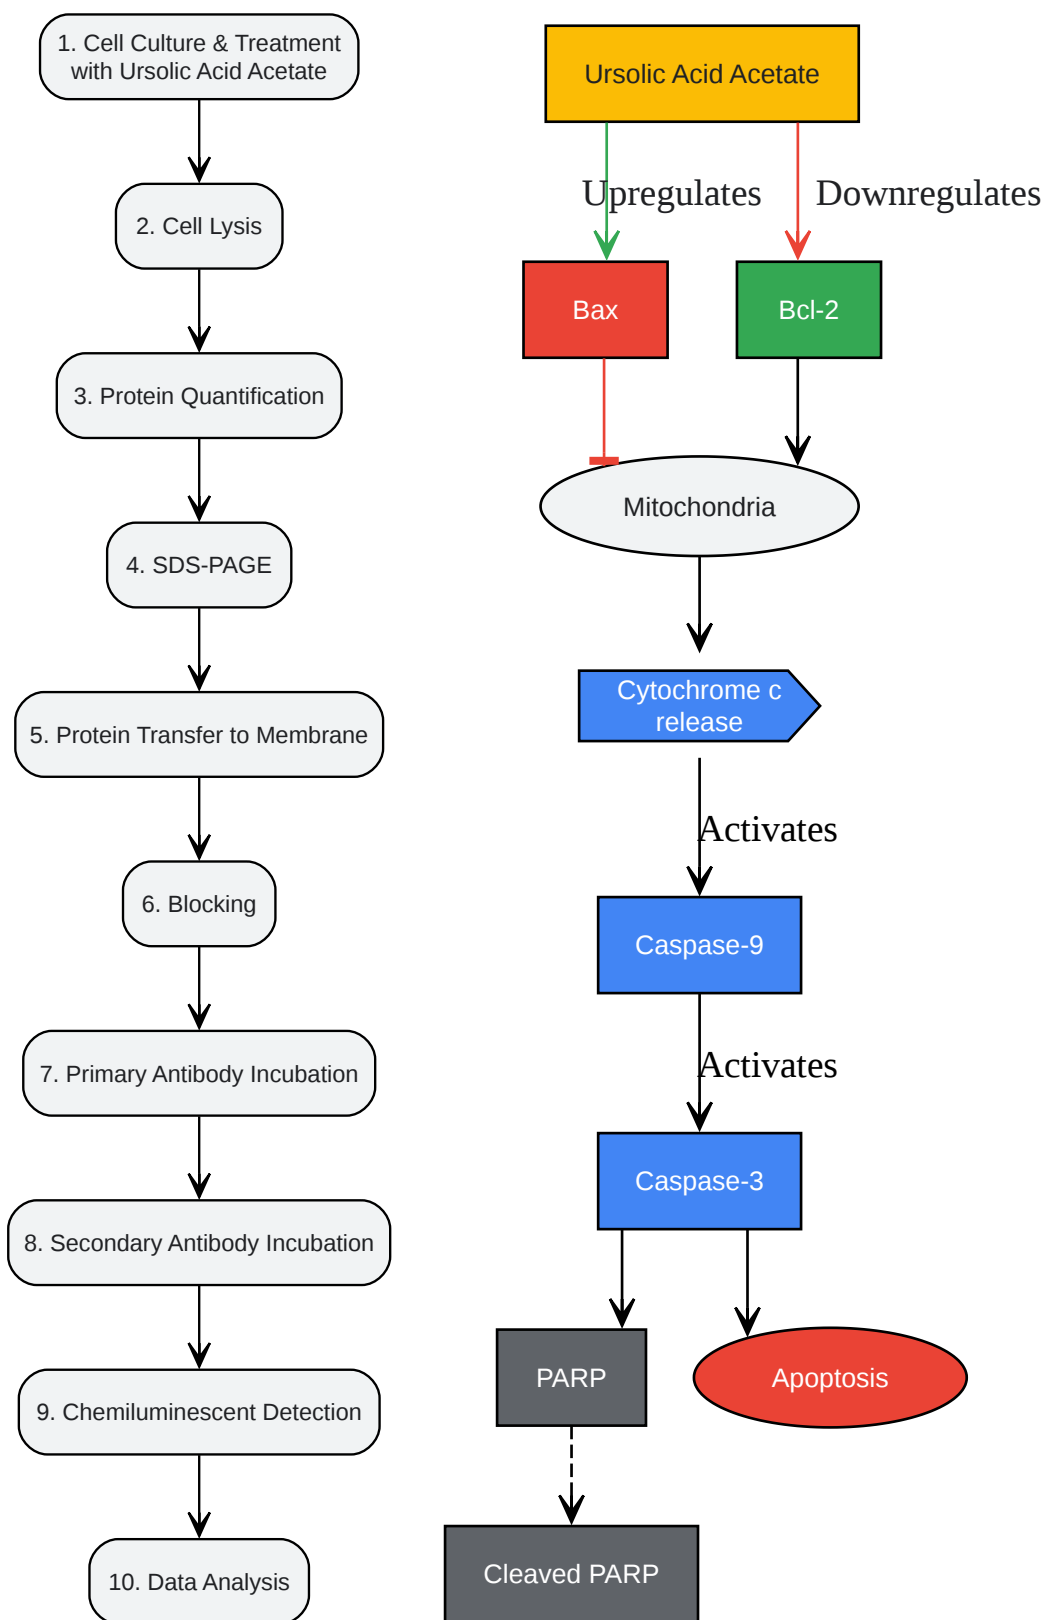 1. Cell Culture & Treatment
with Ursolic Acid Acetate
2. Cell Lysis
3. Protein Quantification
4. SDS-PAGE
5. Protein Transfer to Membrane
6. Blocking
7. Primary Antibody Incubation
8. Secondary Antibody Incubation
9. Chemiluminescent Detection
10. Data Analysis
Ursolic Acid Acetate
Upregulates
Downregulates
Bax
Bcl-2
Mitochondria
Cytochrome c
release
Activates
Caspase-9
Activates
Caspase-3
PARP
Apoptosis
Cleaved PARP